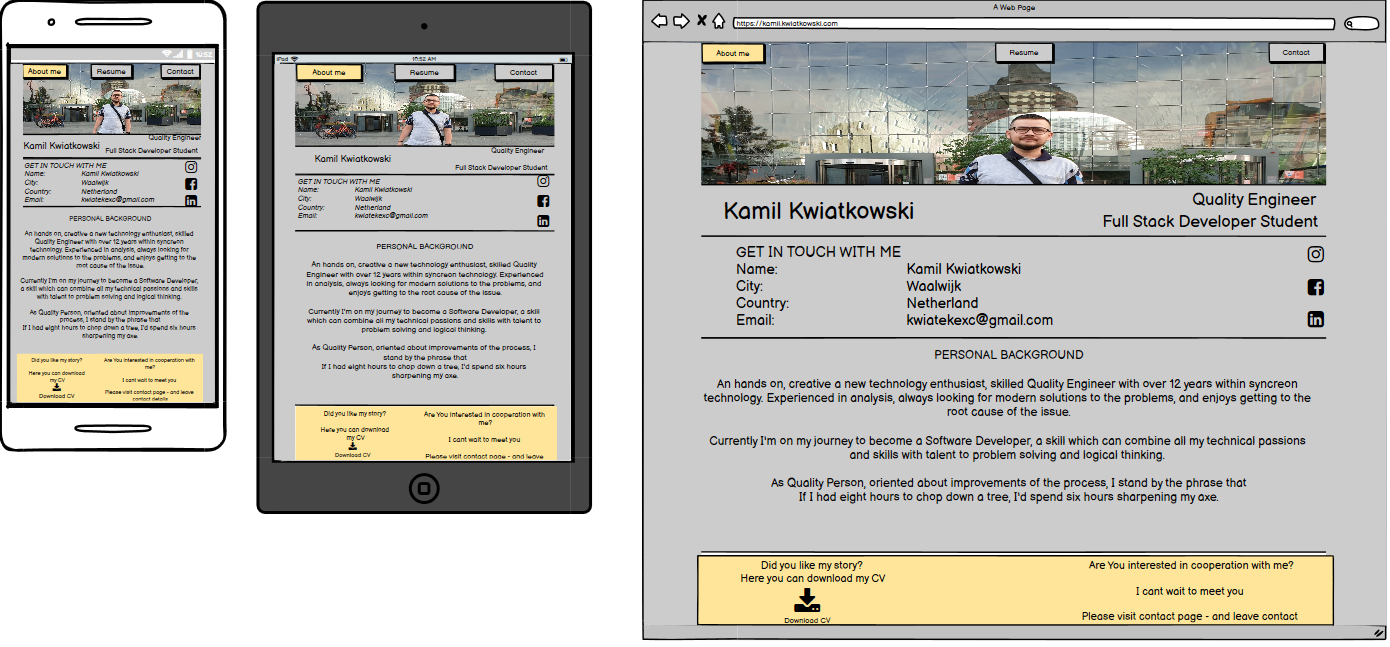 10:52
About me
Resume
Contact
Quality Engineer
Kamil Kwiatkowski
Full Stack Developer Student
GET IN TOUCH WITH ME
Name: Kamil Kwiatkowski
City: Waalwijk
Country: Netherland
Email: kwiatekexc@gmail.com
PERSONAL BACKGROUND
An hands on, creative a new technology enthusiast, skilled
Quality Engineer with over 12 years within syncreon
technology. Experienced in analysis, always looking for
modern solutions to the problems, and enjoys getting to the
root cause of the issue.
Currently I'm on my journey to become a Software Developer,
a skill which can combine all my technical passions and skills
with talent to problem solving and logical thinking.
As Quality Person, oriented about improvements of the
process, I stand by the phrase that
If I had eight hours to chop down a tree, I'd spend six hours
sharpening my axe.
Did you like my story?
Here you can download
my CV
Download CV
Are You interested in cooperation with
me?
I cant wait to meet you
Please visit contact page - and leave
contact details
iPod
10:52 AM
About me
Resume
Contact
Quality Engineer
Kamil Kwiatkowski
Full Stack Developer Student
GET IN TOUCH WITH ME
Name: Kamil Kwiatkowski
City: Waalwijk
Country: Netherland
Email: kwiatekexc@gmail.com
PERSONAL BACKGROUND
An hands on, creative a new technology enthusiast, skilled Quality
Engineer with over 12 years within syncreon technology. Experienced
in analysis, always looking for modern solutions to the problems, and
enjoys getting to the root cause of the issue.
Currently I'm on my journey to become a Software Developer, a skill
which can combine all my technical passions and skills with talent to
problem solving and logical thinking.
As Quality Person, oriented about improvements of the process, I
stand by the phrase that
If I had eight hours to chop down a tree, I'd spend six hours
sharpening my axe.
Did you like my story?
Here you can download
my CV
Download CV
Are You interested in cooperation with
me?
I cant wait to meet you
Please visit contact page - and leave
A Web Page
https://kamil.kwiatkowski.com
About me
Resume
Contact
Kamil Kwiatkowski
Quality Engineer
Full Stack Developer Student
GET IN TOUCH WITH ME
Name: Kamil Kwiatkowski
City: Waalwijk
Country: Netherland
Email: kwiatekexc@gmail.com
PERSONAL BACKGROUND
An hands on, creative a new technology enthusiast, skilled Quality Engineer with over 12 years within syncreon
technology. Experienced in analysis, always looking for modern solutions to the problems, and enjoys getting to the
root cause of the issue.
Currently I'm on my journey to become a Software Developer, a skill which can combine all my technical passions
and skills with talent to problem solving and logical thinking.
As Quality Person, oriented about improvements of the process, I stand by the phrase that
If I had eight hours to chop down a tree, I'd spend six hours sharpening my axe.
Did you like my story?
Here you can download my CV
Download CV
Are You interested in cooperation with me?
I cant wait to meet you
Please visit contact page - and leave contact